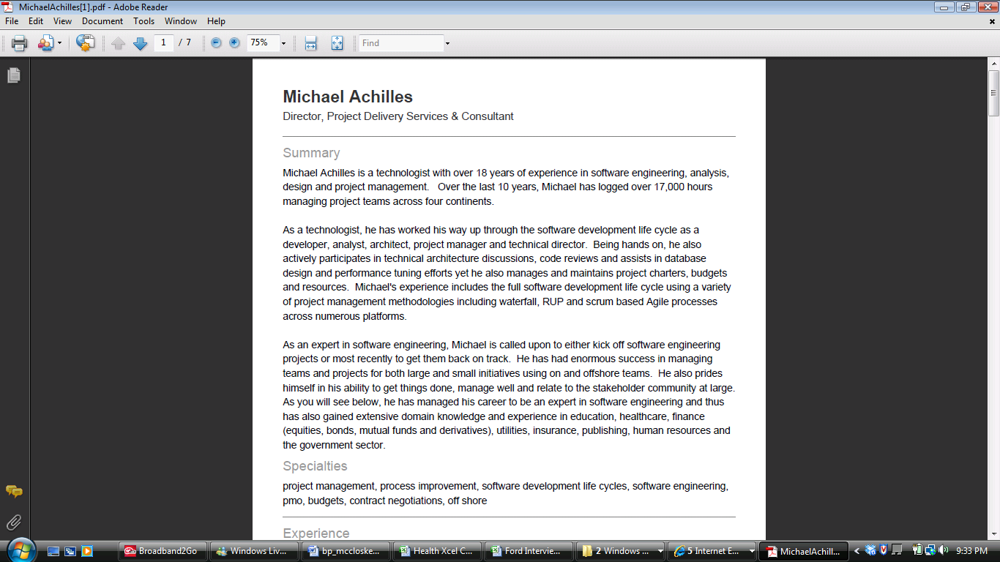 MichaelAchilles[1].pdf - Adobe Reader
File Edit View Document Tools Window Help
1 / 7 75% Find
Michael Achilles
Director, Project Delivery Services & Consultant
Summary
Michael Achilles is a technologist with over 18 years of experience in software engineering, analysis,
design and project management. Over the last 10 years, Michael has logged over 17,000 hours
managing project teams across four continents.
As a technologist, he has worked his way up through the software development life cycle as a
developer, analyst, architect, project manager and technical director. Being hands on, he also
actively participates in technical architecture discussions, code reviews and assists in database
design and performance tuning efforts yet he also manages and maintains project charters, budgets
and resources. Michael's experience includes the full software development life cycle using a variety
of project management methodologies including waterfall, RUP and scrum based Agile processes
across numerous platforms.
As an expert in software engineering, Michael is called upon to either kick off software engineering
projects or most recently to get them back on track. He has had enormous success in managing
teams and projects for both large and small initiatives using on and offshore teams. He also prides
himself in his ability to get things done, manage well and relate to the stakeholder community at large.
As you will see below, he has managed his career to be an expert in software engineering and thus
has also gained extensive domain knowledge and experience in education, healthcare, finance
(equities, bonds, mutual funds and derivatives), utilities, insurance, publishing, human resources and
the government sector.
Specialties
project management, process improvement, software development life cycles, software engineering,
pmo, budgets, contract negotiations, off shore
Experience
Broadband2Go Windows Liv... bp_mccloske... Health Xcel C... Ford Intervie... 2 Windows ... 5 Internet E... MichaelAchill... 9:33 PM